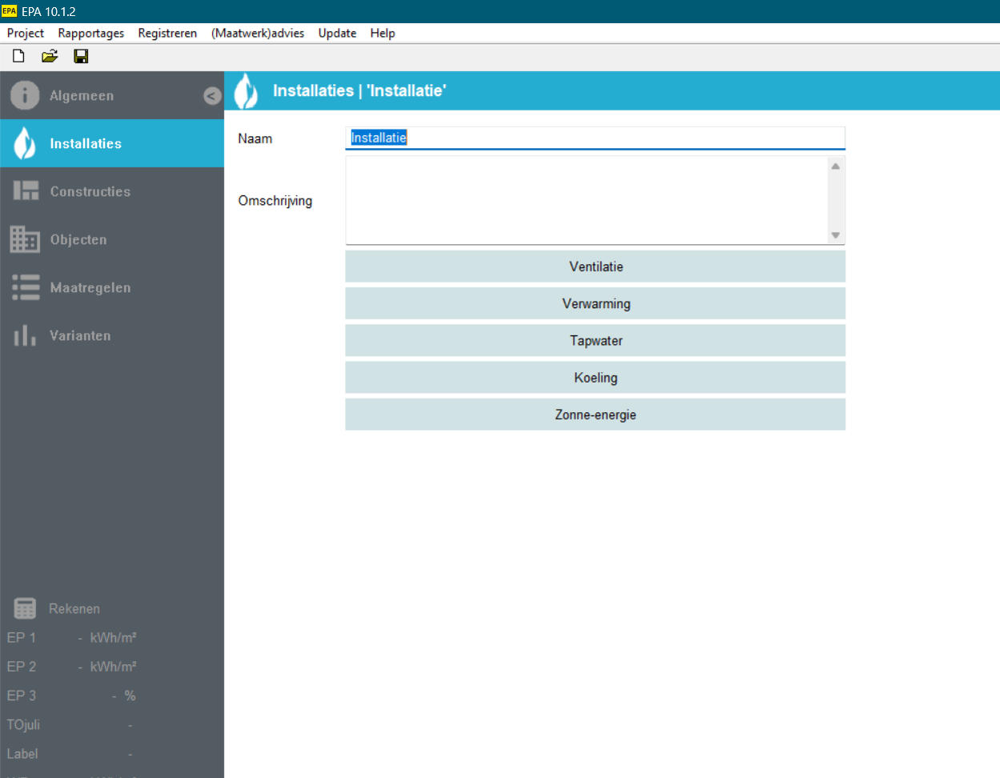 EPA EPA 10.1.2
Project Rapportages Registreren (Maatwerk)advies Update Help
Algemeen <
Installaties | 'Installatie'
Installaties
Constructies
Objecten
Maatregelen
Varianten
Naam Installatie
Omschrijving
Ventilatie
Verwarming
Tapwater
Koeling
Zonne-energie
Rekenen
EP 1 - kWh/m²
EP 2 - kWh/m²
EP 3 - %
TOjuli -
Label -